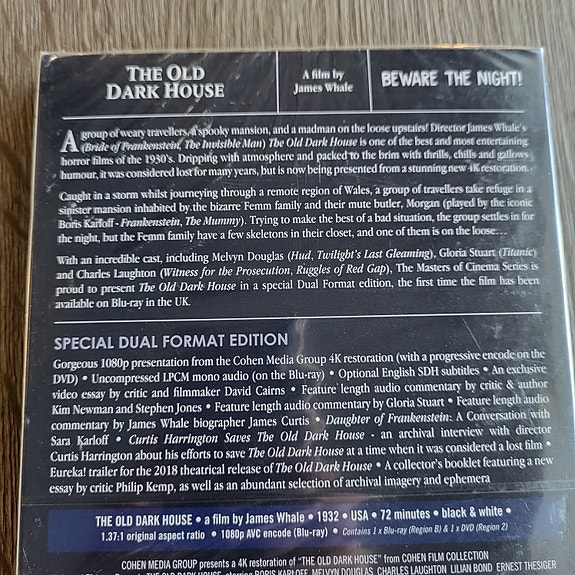 THE OLD
DARK HOUSE
A film by
James Whale
BEWARE THE NIGHT!
A group of weary travellers, a spooky mansion, and a madman on the loose upstairs! Director James Whale's
(Bride of Frankenstein, The Invisible Man) The Old Dark House is one of the best and most entertaining
horror films of the 1930's. Dripping with atmosphere and packed to the brim with thrills, chills and gallows
humour, it was considered lost for many years, but is now being presented from a stunning new 4K restoration.
Caught in a storm whilst journeying through a remote region of Wales, a group of travellers take refuge in a
sinister mansion inhabited by the bizarre Femm family and their mute butler, Morgan (played by the iconic
Boris Karloff - Frankenstein, The Mummy). Trying to make the best of a bad situation, the group settles in for
the night, but the Femm family have a few skeletons in their closet, and one of them is on the loose…
With an incredible cast, including Melvyn Douglas (Hud, Twilight's Last Gleaming), Gloria Stuart (Titanic)
and Charles Laughton (Witness for the Prosecution, Ruggles of Red Gap), The Masters of Cinema Series is
proud to present The Old Dark House in a special Dual Format edition, the first time the film has been
available on Blu-ray in the UK.
SPECIAL DUAL FORMAT EDITION
Gorgeous 1080p presentation from the Cohen Media Group 4K restoration (with a progressive encode on the
DVD) • Uncompressed LPCM mono audio (on the Blu-ray) • Optional English SDH subtitles • An exclusive
video essay by critic and filmmaker David Cairns • Feature length audio commentary by critic & author
Kim Newman and Stephen Jones • Feature length audio commentary by Gloria Stuart • Feature length audio
commentary by James Whale biographer James Curtis • Daughter of Frankenstein: A Conversation with
Sara Karloff • Curtis Harrington Saves The Old Dark House - an archival interview with director
Curtis Harrington about his efforts to save The Old Dark House at a time when it was considered a lost film •
Eureka! trailer for the 2018 theatrical release of The Old Dark House • A collector's booklet featuring a new
essay by critic Philip Kemp, as well as an abundant selection of archival imagery and ephemera
THE OLD DARK HOUSE • a film by James Whale • 1932 • USA • 72 minutes • black & white •
1.37:1 original aspect ratio • 1080p AVC encode (Blu-ray) • Contains 1 x Blu-ray (Region B) & 1 x DVD (Region 2)
COHEN MEDIA GROUP presents a 4K restoration of "THE OLD DARK HOUSE" from COHEN FILM COLLECTION
starring BORIS KARLOFF, MELVYN DOUGLAS, CHARLES LAUGHTON, LILIAN BOND, ERNEST THESIGER